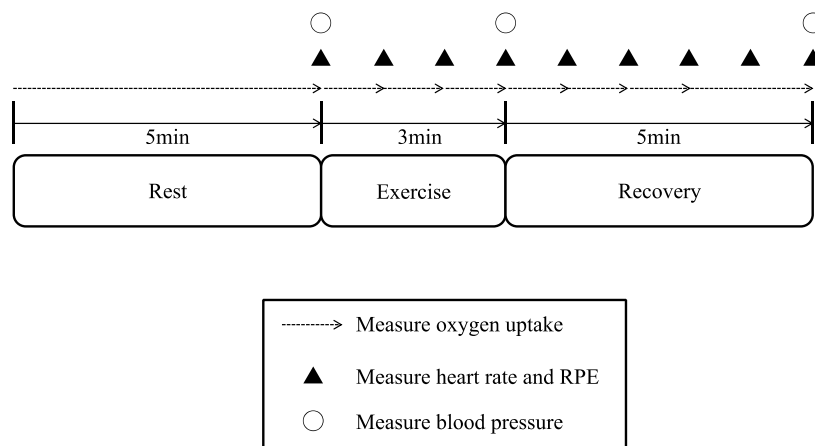 5min 3min 5min
Rest Exercise Recovery
Measure oxygen uptake
Measure heart rate and RPE
Measure blood pressure